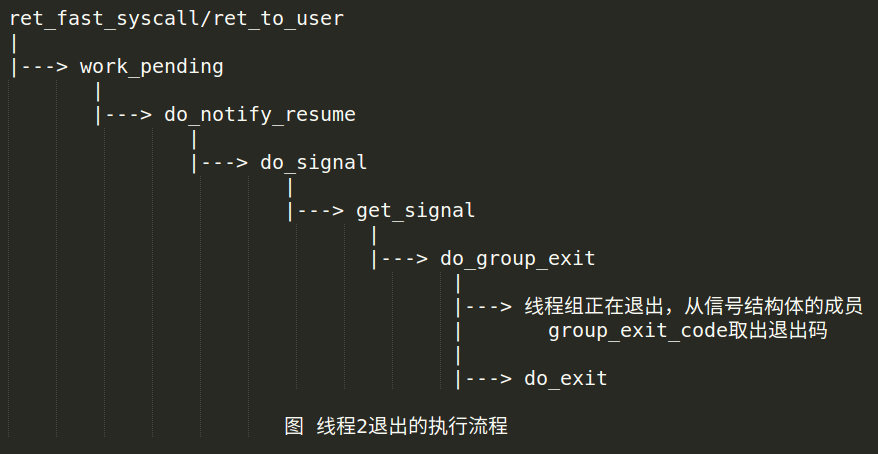 ret_fast_syscall/ret_to_user
|
|---> work_pending
|
|---> do_notify_resume
|
|---> do_signal
|
|---> get_signal
|
|---> do_group_exit
|
|---> 线程组正在退出，从信号结构体的成员
| group_exit_code取出退出码
|
|---> do_exit
图 线程2退出的执行流程